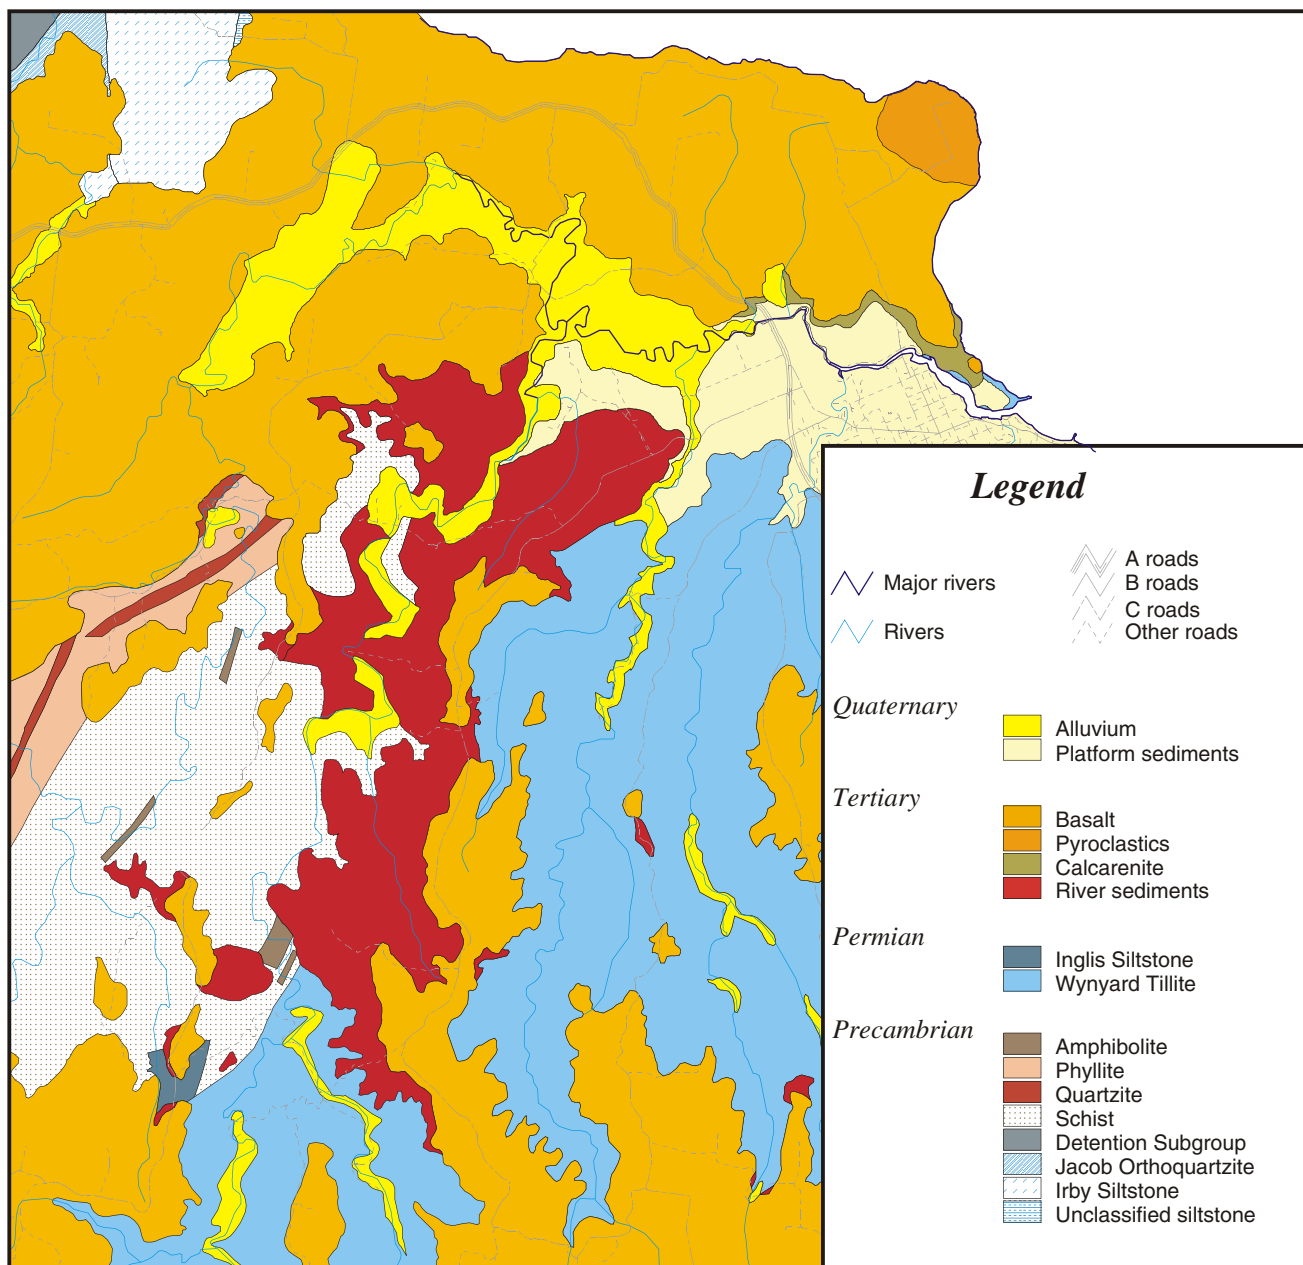 Legend
Major rivers
Rivers
A roads
B roads
C roads
Other roads
Quaternary
Alluvium
Platform sediments
Tertiary
Basalt
Pyroclastics
Calcarenite
River sediments
Permian
Inglis Siltstone
Wynyard Tillite
Precambrian
Amphibolite
Phyllite
Quartzite
Schist
Detention Subgroup
Jacob Orthoquartzite
Irby Siltstone
Unclassified siltstone